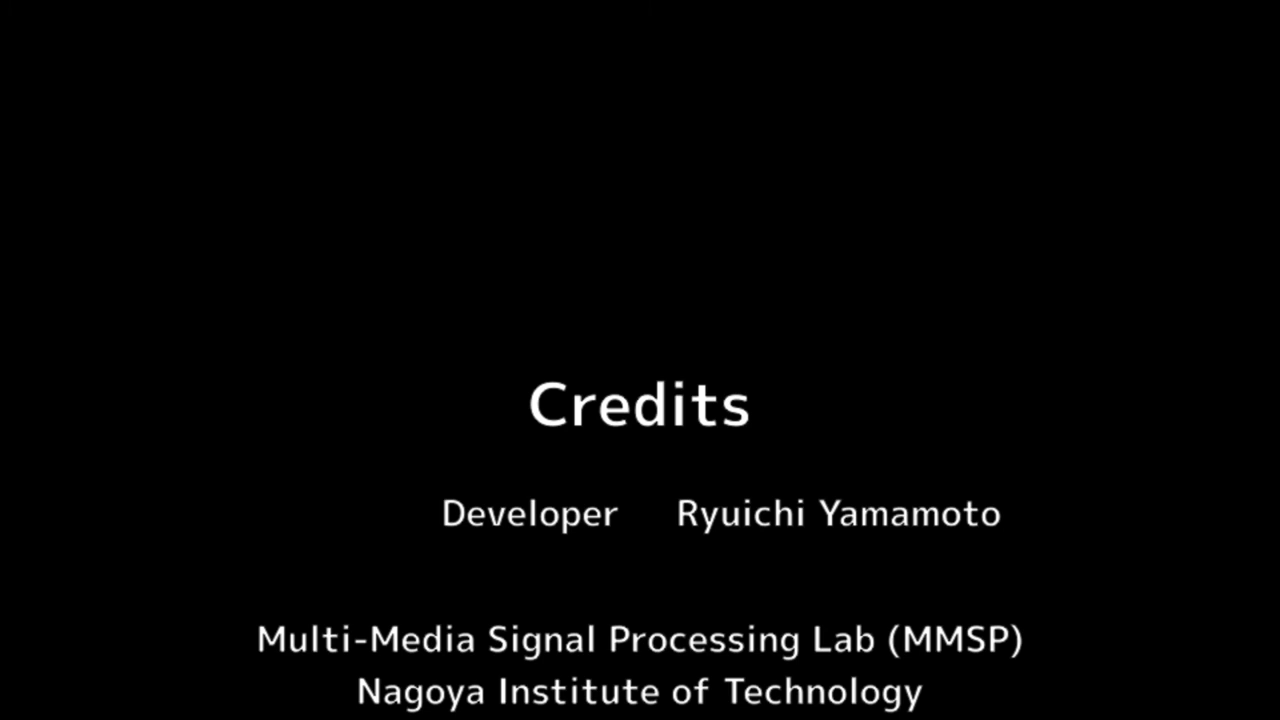 Credits
Developer Ryuichi Yamamoto
Multi-Media Signal Processing Lab (MMSP)
Nagoya Institute of Technology